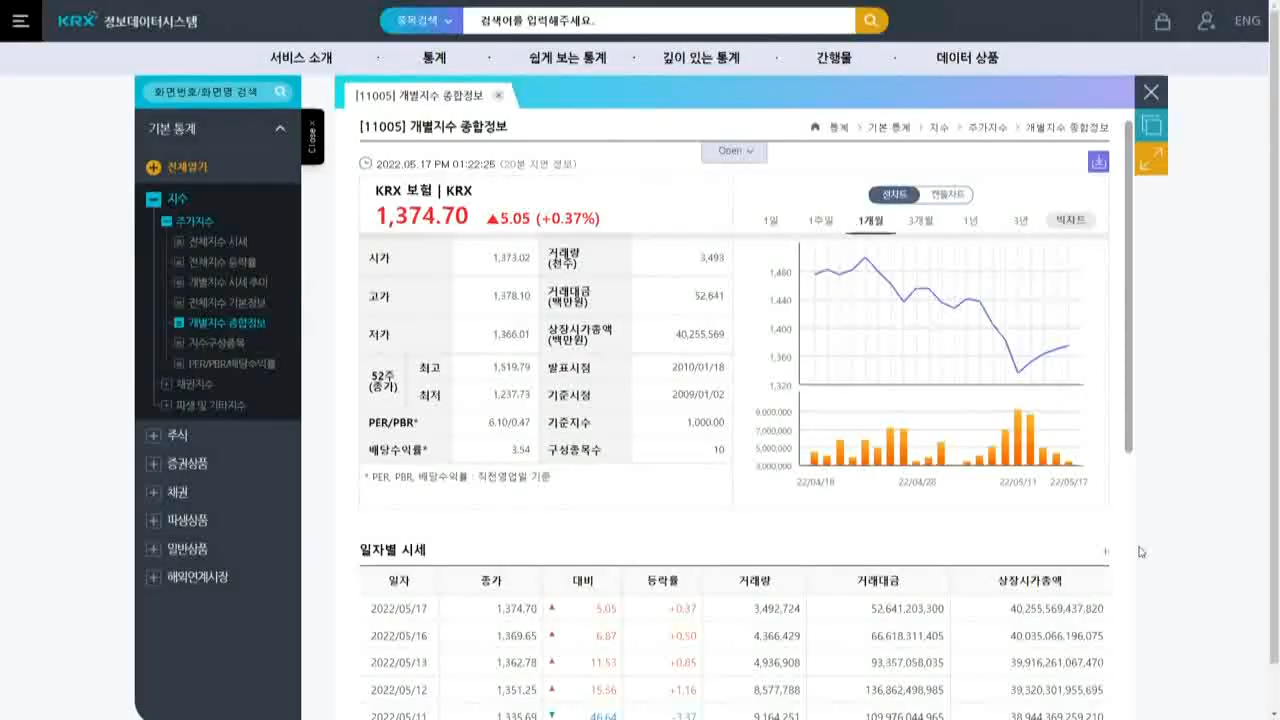 KRX 정보데이터시스템
종목검색
검색어를 입력해주세요.
ENG
서비스 소개 · 통계 · 쉽게 보는 통계 · 깊이 있는 통계 · 간행물 · 데이터 상품
화면번호/화면명 검색
기본 통계
전체열기
지수
주가지수
전체지수 시세
전체지수 등락률
개별지수 시세 추이
전체지수 기본정보
개별지수 종합정보
지수구성종목
PER/PBR/배당수익률
채권지수
파생 및 기타지수
주식
증권상품
채권
파생상품
일반상품
해외연계시장
Close ×
[11005] 개별지수 종합정보
[11005] 개별지수 종합정보
통계 > 기본 통계 > 지수 > 주가지수 > 개별지수 종합정보
2022.05.17 PM 01:22:25 (20분 지연 정보)
Open
KRX 보험 | KRX
1,374.70 ▲5.05 (+0.37%)
시가 1,373.02 거래량 (천주) 3,493
고가 1,378.10 거래대금 (백만원) 52,641
저가 1,366.01 상장시가총액 (백만원) 40,255,569
52주 (종가) 최고 1,519.79 발표시점 2010/01/18
최저 1,237.73 기준시점 2009/01/02
PER/PBR* 6.10/0.47 기준지수 1,000.00
배당수익률* 3.54 구성종목수 10
* PER, PBR, 배당수익률 : 직전영업일 기준
선차트 캔들차트
1일 1주일 1개월 3개월 1년 3년 빅차트
1,480
1,440
1,400
1,360
1,320
9,000,000
7,000,000
5,000,000
3,000,000
22/04/18 22/04/28 22/05/11 22/05/17
일자별 시세
일자 종가 대비 등락률 거래량 거래대금 상장시가총액
2022/05/17 1,374.70 ▲ 5.05 +0.37 3,492,724 52,641,203,300 40,255,569,437,820
2022/05/16 1,369.65 ▲ 6.87 +0.50 4,366,429 66,618,311,405 40,035,066,196,075
2022/05/13 1,362.78 ▲ 11.53 +0.85 4,936,908 93,357,058,035 39,916,261,067,470
2022/05/12 1,351.25 ▲ 15.56 +1.16 8,577,788 136,862,498,985 39,320,301,955,695
2022/05/11 1,335.69 ▼ 46.64 -3.37 9,164,251 109,976,044,965 38,944,369,259,210